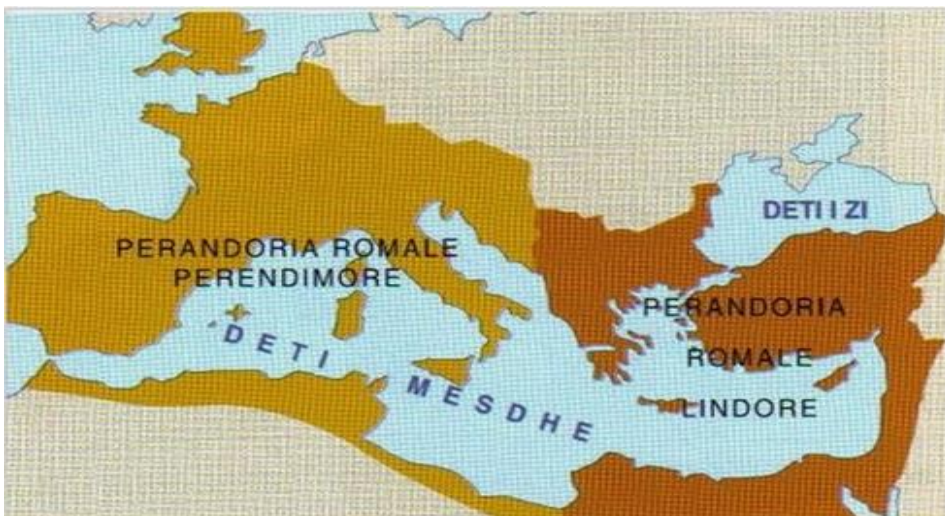 PERANDORIA ROMALE
PERENDIMORE
DETI I ZI
PERANDORIA
ROMALE
LINDORE
DETI MESDHE